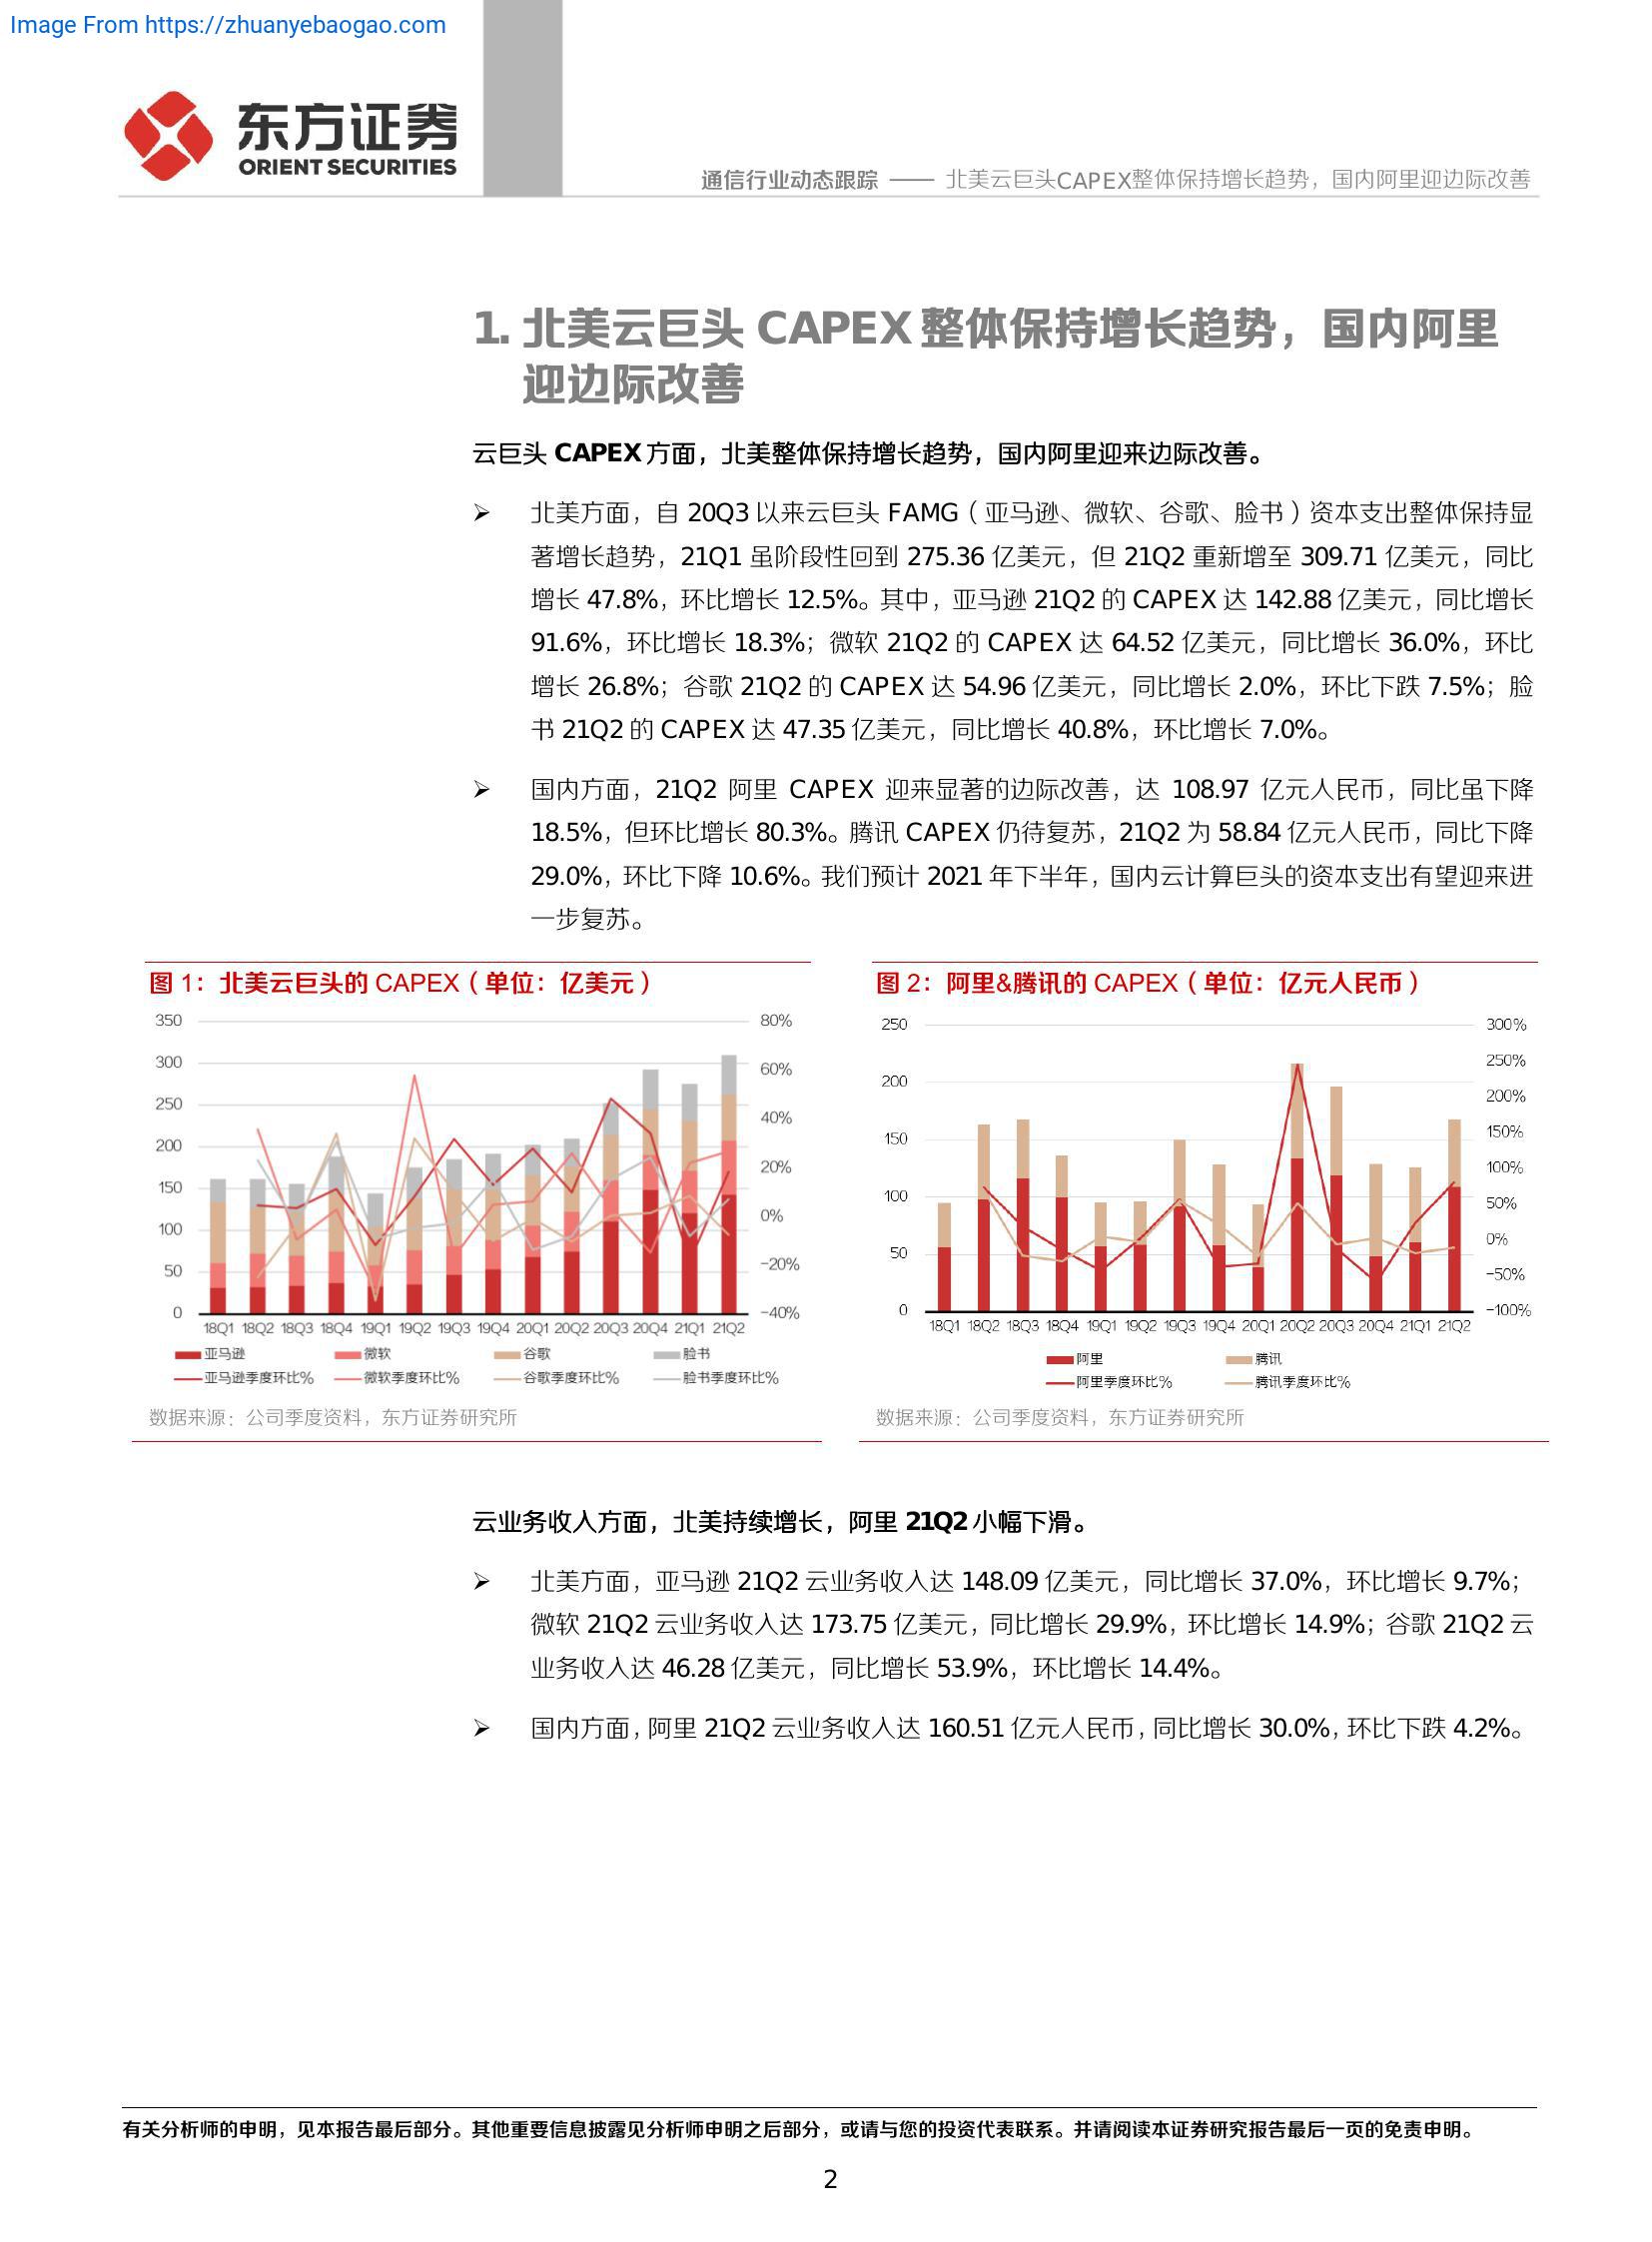 Image From https://zhuanyebaogao.com
东方证券
ORIENT SECURITIES
通信行业动态跟踪 —— 北美云巨头CAPEX整体保持增长趋势，国内阿里迎边际改善
1. 北美云巨头 CAPEX 整体保持增长趋势，国内阿里
迎边际改善
云巨头 CAPEX 方面，北美整体保持增长趋势，国内阿里迎来边际改善。
➢ 北美方面，自 20Q3 以来云巨头 FAMG（亚马逊、微软、谷歌、脸书）资本支出整体保持显
著增长趋势，21Q1 虽阶段性回到 275.36 亿美元，但 21Q2 重新增至 309.71 亿美元，同比
增长 47.8%，环比增长 12.5%。其中，亚马逊 21Q2 的 CAPEX 达 142.88 亿美元，同比增长
91.6%，环比增长 18.3%；微软 21Q2 的 CAPEX 达 64.52 亿美元，同比增长 36.0%，环比
增长 26.8%；谷歌 21Q2 的 CAPEX 达 54.96 亿美元，同比增长 2.0%，环比下跌 7.5%；脸
书 21Q2 的 CAPEX 达 47.35 亿美元，同比增长 40.8%，环比增长 7.0%。
➢ 国内方面，21Q2 阿里 CAPEX 迎来显著的边际改善，达 108.97 亿元人民币，同比虽下降
18.5%，但环比增长 80.3%。腾讯 CAPEX 仍待复苏，21Q2 为 58.84 亿元人民币，同比下降
29.0%，环比下降 10.6%。我们预计 2021 年下半年，国内云计算巨头的资本支出有望迎来进
一步复苏。
图 1：北美云巨头的 CAPEX（单位：亿美元）
350 80%
300 60%
250 40%
200 20%
150 0%
100 -20%
50 -40%
0
18Q1 18Q2 18Q3 18Q4 19Q1 19Q2 19Q3 19Q4 20Q1 20Q2 20Q3 20Q4 21Q1 21Q2
亚马逊 微软 谷歌 脸书
亚马逊季度环比% 微软季度环比% 谷歌季度环比% 脸书季度环比%
数据来源：公司季度资料，东方证券研究所
图 2：阿里&腾讯的 CAPEX（单位：亿元人民币）
250 300%
200 250%
150 200%
100 150%
50 100%
0 50%
0%
-50%
-100%
18Q1 18Q2 18Q3 18Q4 19Q1 19Q2 19Q3 19Q4 20Q1 20Q2 20Q3 20Q4 21Q1 21Q2
阿里 腾讯
阿里季度环比% 腾讯季度环比%
数据来源：公司季度资料，东方证券研究所
云业务收入方面，北美持续增长，阿里 21Q2 小幅下滑。
➢ 北美方面，亚马逊 21Q2 云业务收入达 148.09 亿美元，同比增长 37.0%，环比增长 9.7%；
微软 21Q2 云业务收入达 173.75 亿美元，同比增长 29.9%，环比增长 14.9%；谷歌 21Q2 云
业务收入达 46.28 亿美元，同比增长 53.9%，环比增长 14.4%。
➢ 国内方面，阿里 21Q2 云业务收入达 160.51 亿元人民币，同比增长 30.0%，环比下跌 4.2%。
有关分析师的申明，见本报告最后部分。其他重要信息披露见分析师申明之后部分，或请与您的投资代表联系。并请阅读本证券研究报告最后一页的免责申明。
2